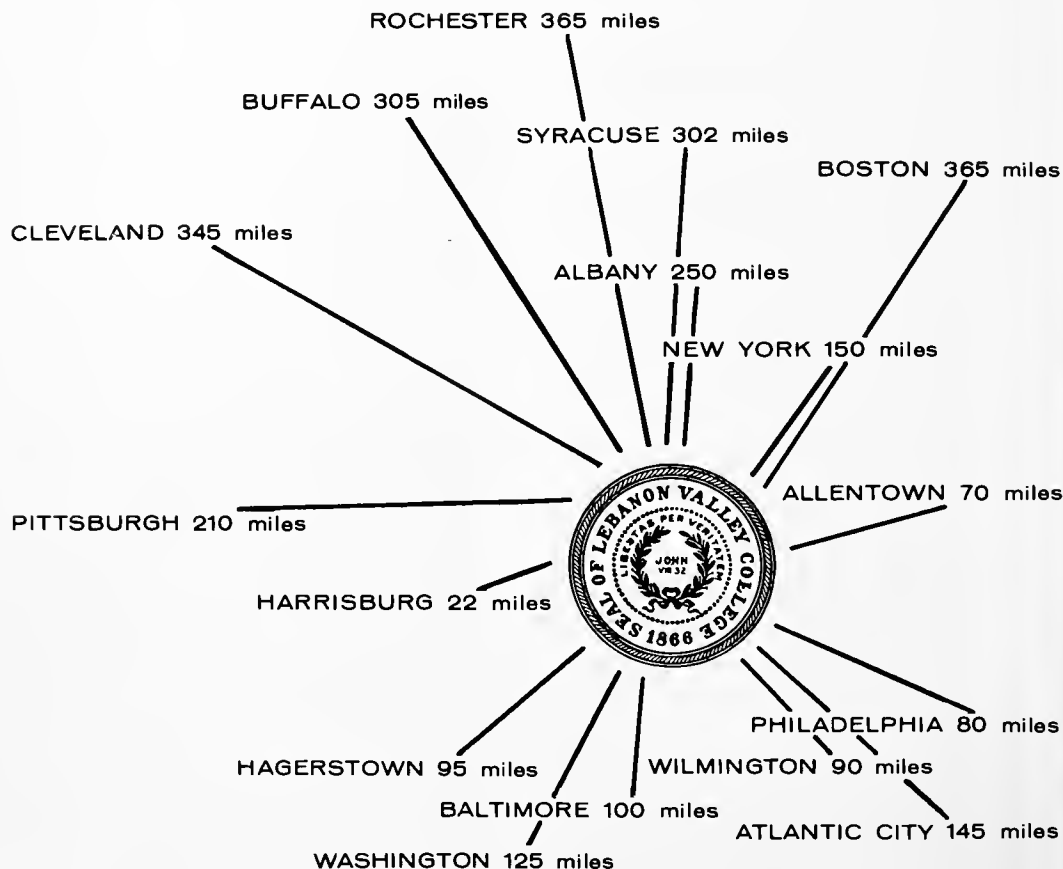 ROCHESTER 365 miles
BUFFALO 305 miles
SYRACUSE 302 miles
BOSTON 365 miles
CLEVELAND 345 miles
ALBANY 250 miles
NEW YORK 150 miles
ALLENTOWN 70 miles
PITTSBURGH 210 miles
SEAL OF LEBANON VALLEY COLLEGE
LIBERTAS PER VERITATEM
JOHN
VIII 32
1866
HARRISBURG 22 miles
PHILADELPHIA 80 miles
HAGERSTOWN 95 miles
WILMINGTON 90 miles
BALTIMORE 100 miles
ATLANTIC CITY 145 miles
WASHINGTON 125 miles